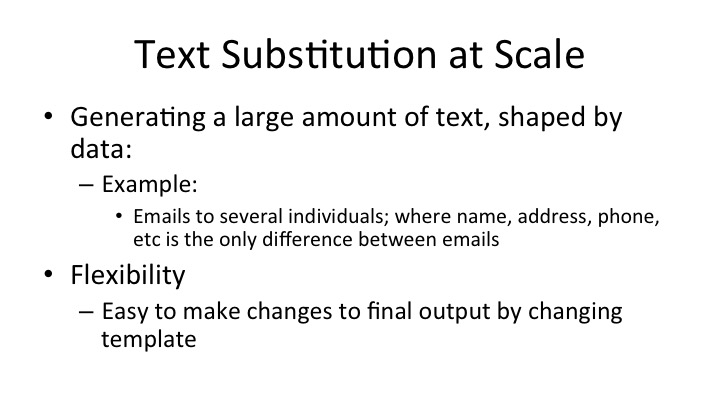 Text Substitution at Scale
• Generating a large amount of text, shaped by
data:
– Example:
• Emails to several individuals; where name, address, phone,
etc is the only difference between emails
• Flexibility
– Easy to make changes to final output by changing
template